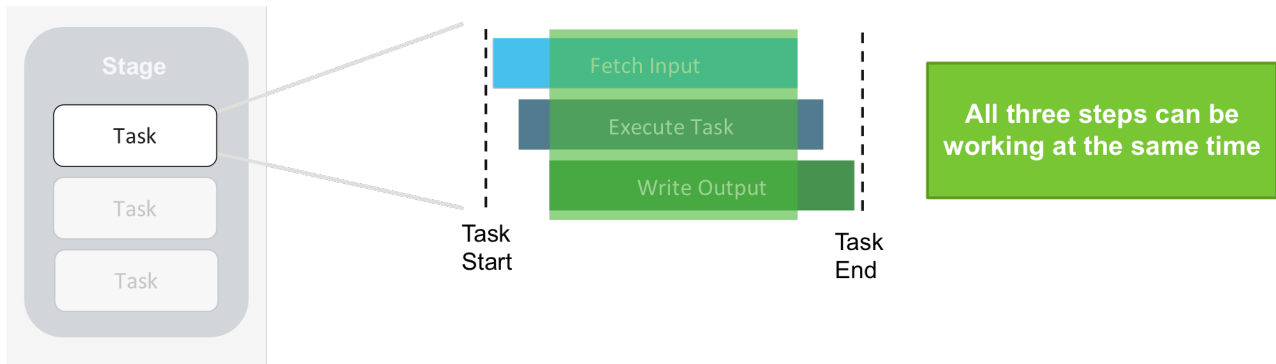 Stage
Task
Task
Task
Fetch Input
Execute Task
Write Output
Task
Start
Task
End
All three steps can be
working at the same time